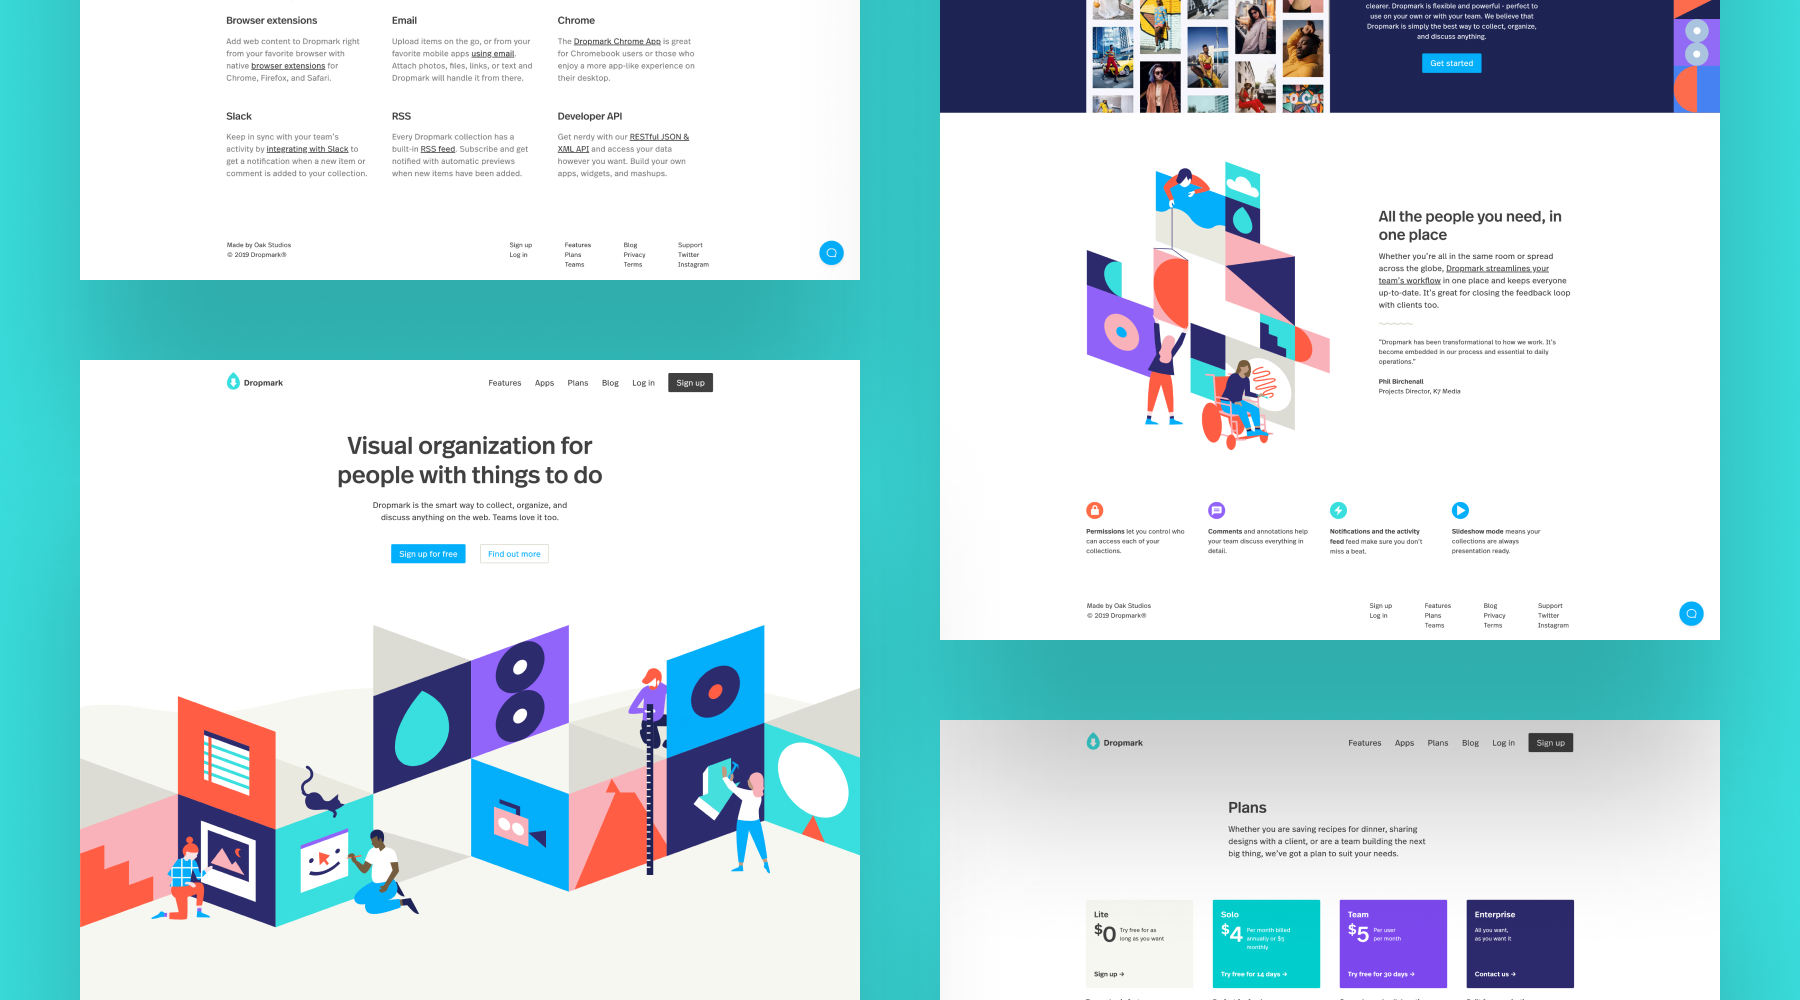 Browser extensions
Add web content to Dropmark right
from your favorite browser with
native browser extensions for
Chrome, Firefox, and Safari.
Email
Upload items on the go, or from your
favorite mobile apps using email.
Attach photos, files, links, or text and
Dropmark will handle it from there.
Chrome
The Dropmark Chrome App is great
for Chromebook users or those who
enjoy a more app-like experience on
their desktop.
Slack
Keep in sync with your team's
activity by integrating with Slack to
get a notification when a new item or
comment is added to your collection.
RSS
Every Dropmark collection has a
built-in RSS feed. Subscribe and get
notified with automatic previews
when new items have been added.
Developer API
Get nerdy with our RESTful JSON &
XML API and access your data
however you want. Build your own
apps, widgets, and mashups.
Made by Oak Studios
© 2019 Dropmark®
Sign up
Log in
Features
Plans
Teams
Blog
Privacy
Terms
Support
Twitter
Instagram
Dropmark
Features
Apps
Plans
Blog
Log in
Sign up
Visual organization for
people with things to do
Dropmark is the smart way to collect, organize, and
discuss anything on the web. Teams love it too.
Sign up for free
Find out more
clearer. Dropmark is flexible and powerful - perfect to
use on your own or with your team. We believe that
Dropmark is simply the best way to collect, organize,
and discuss anything.
Get started
All the people you need, in
one place
Whether you're all in the same room or spread
across the globe, Dropmark streamlines your
team's workflow in one place and keeps everyone
up-to-date. It's great for closing the feedback loop
with clients too.
"Dropmark has been transformational to how we work. It's
become embedded in our process and essential to daily
operations."
Phil Birchenall
Projects Director, K7 Media
Permissions let you control who
can access each of your
collections.
Comments and annotations help
your team discuss everything in
detail.
Notifications and the activity
feed feed make sure you don't
miss a beat.
Slideshow mode means your
collections are always
presentation ready.
Made by Oak Studios
© 2019 Dropmark®
Sign up
Log in
Features
Plans
Teams
Blog
Privacy
Terms
Support
Twitter
Instagram
Dropmark
Features
Apps
Plans
Blog
Log in
Sign up
Plans
Whether you are saving recipes for dinner, sharing
designs with a client, or are a team building the next
big thing, we've got a plan to suit your needs.
Lite
$0 Try free for as
long as you want
Sign up →
Solo
$4 Per month billed
annually or $5
monthly.
Try free for 14 days →
Team
$5 Per user
per month
Try free for 30 days →
Enterprise
All you want,
as you want it
Contact us →